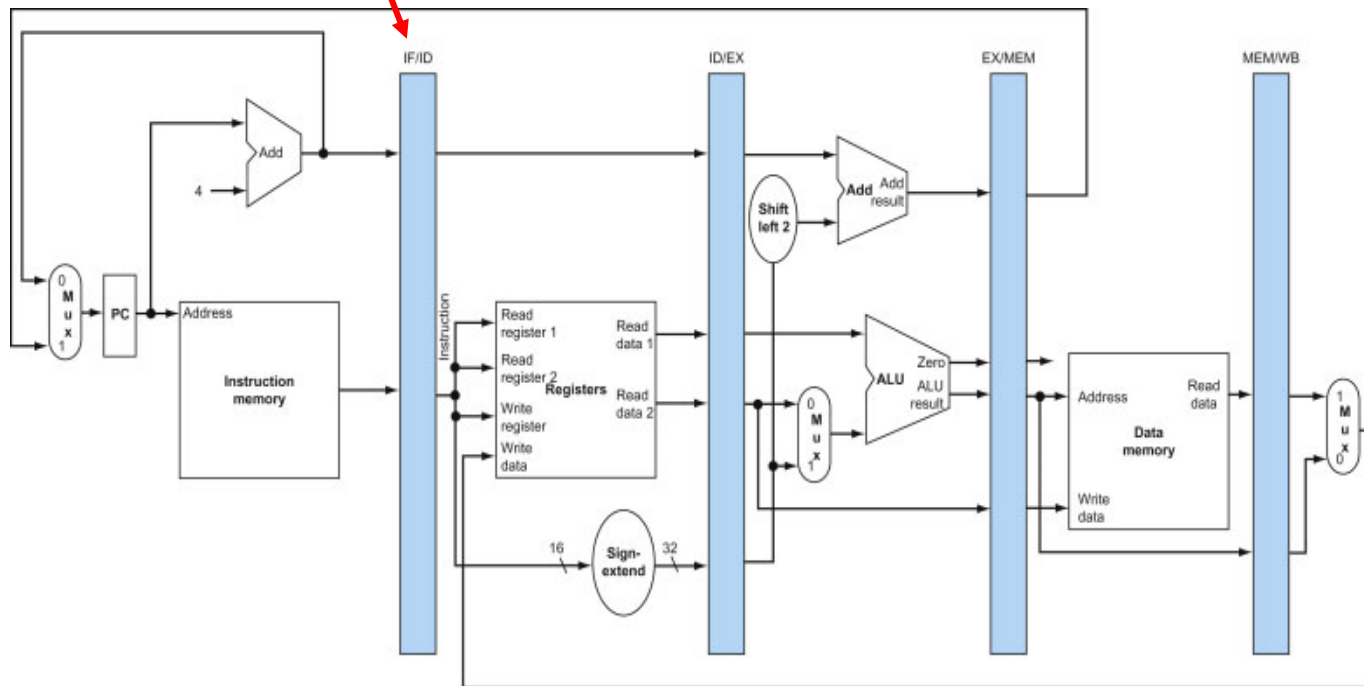 IF/ID
ID/EX
EX/MEM
MEM/WB
Add
4
Add
Add
result
Shift
left 2
0
M
u
x
1
PC
Address
Instruction
memory
Instruction
Read
register 1
Read
register 2
Write
register
Write
data
Registers
Read
data 1
Read
data 2
16
Sign-
extend
32
0
M
u
x
1
Zero
ALU
ALU
result
Address
Read
data
Data
memory
Write
data
1
M
u
x
0